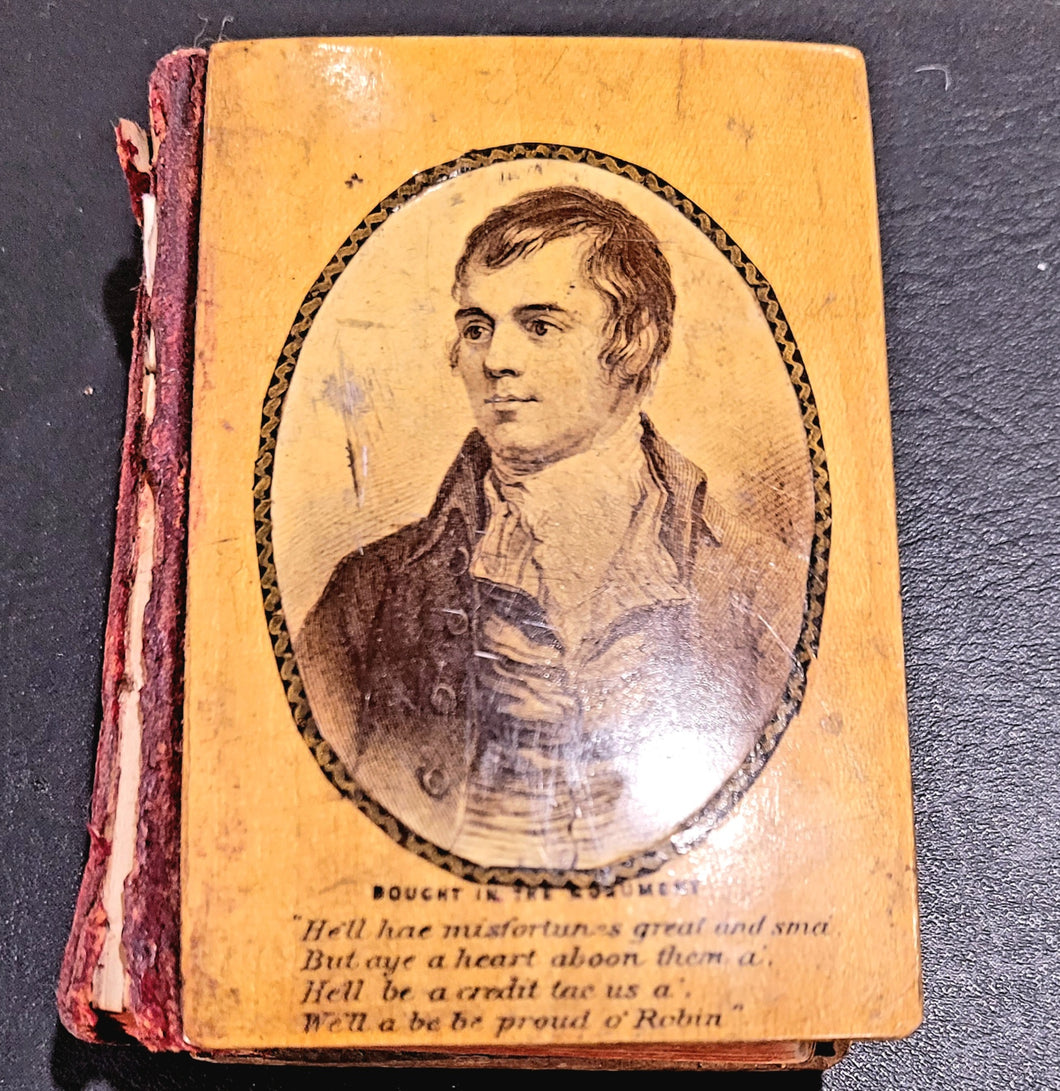 BOUGHT IN THE MONUMENT
"He'll hae misfortunes great and sma'
But aye a heart aboon them a'.
He'll be a credit tae us a'.
We'll a' be be proud o' Robin"